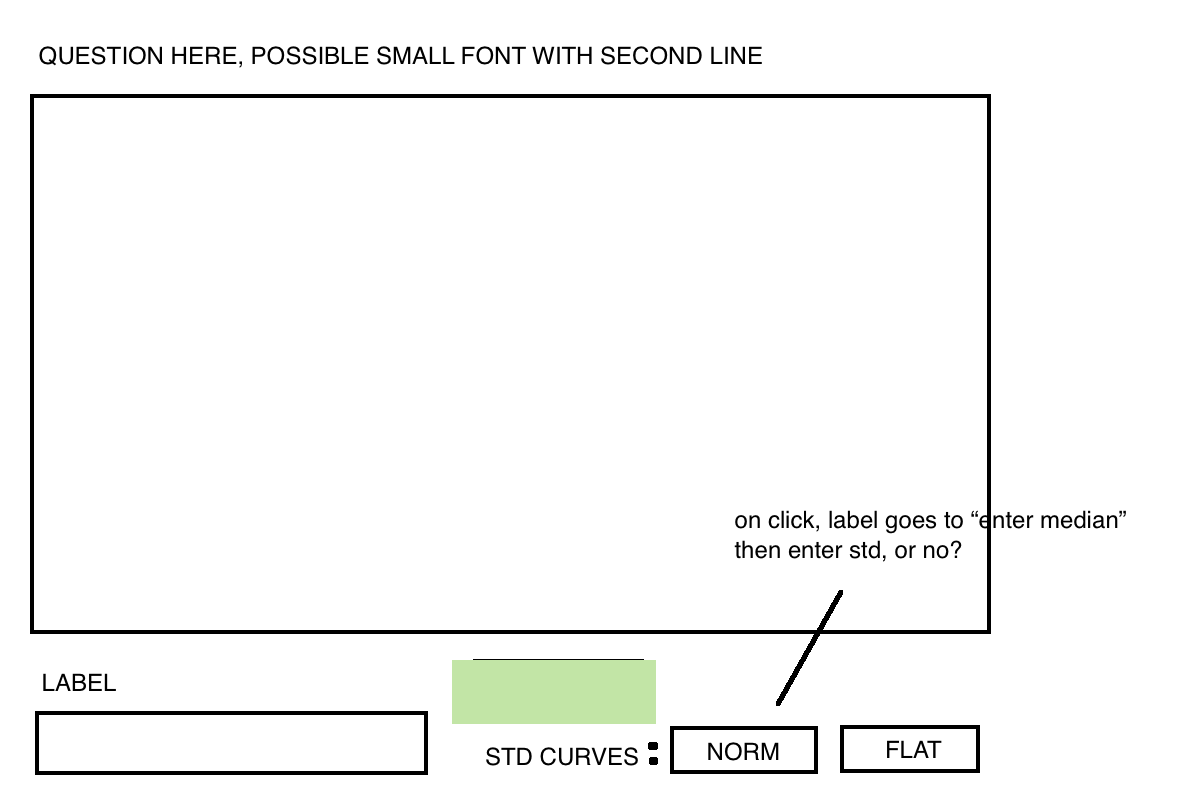 QUESTION HERE, POSSIBLE SMALL FONT WITH SECOND LINE
on click, label goes to “enter median”
then enter std, or no?
LABEL
STD CURVES :
NORM
FLAT